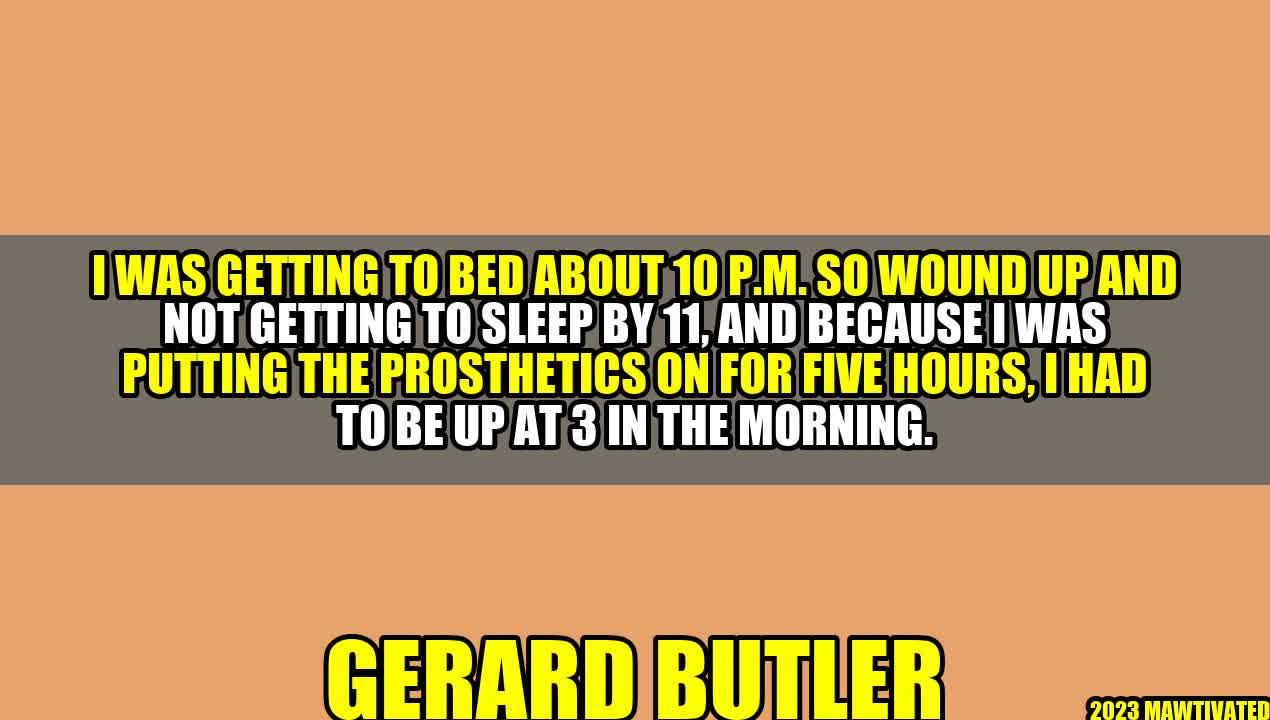 I WAS GETTING TO BED ABOUT 10 P.M. SO WOUND UP AND
NOT GETTING TO SLEEP BY 11, AND BECAUSE I WAS
PUTTING THE PROSTHETICS ON FOR FIVE HOURS, I HAD
TO BE UP AT 3 IN THE MORNING.
GERARD BUTLER
2023 MAWTIVATED